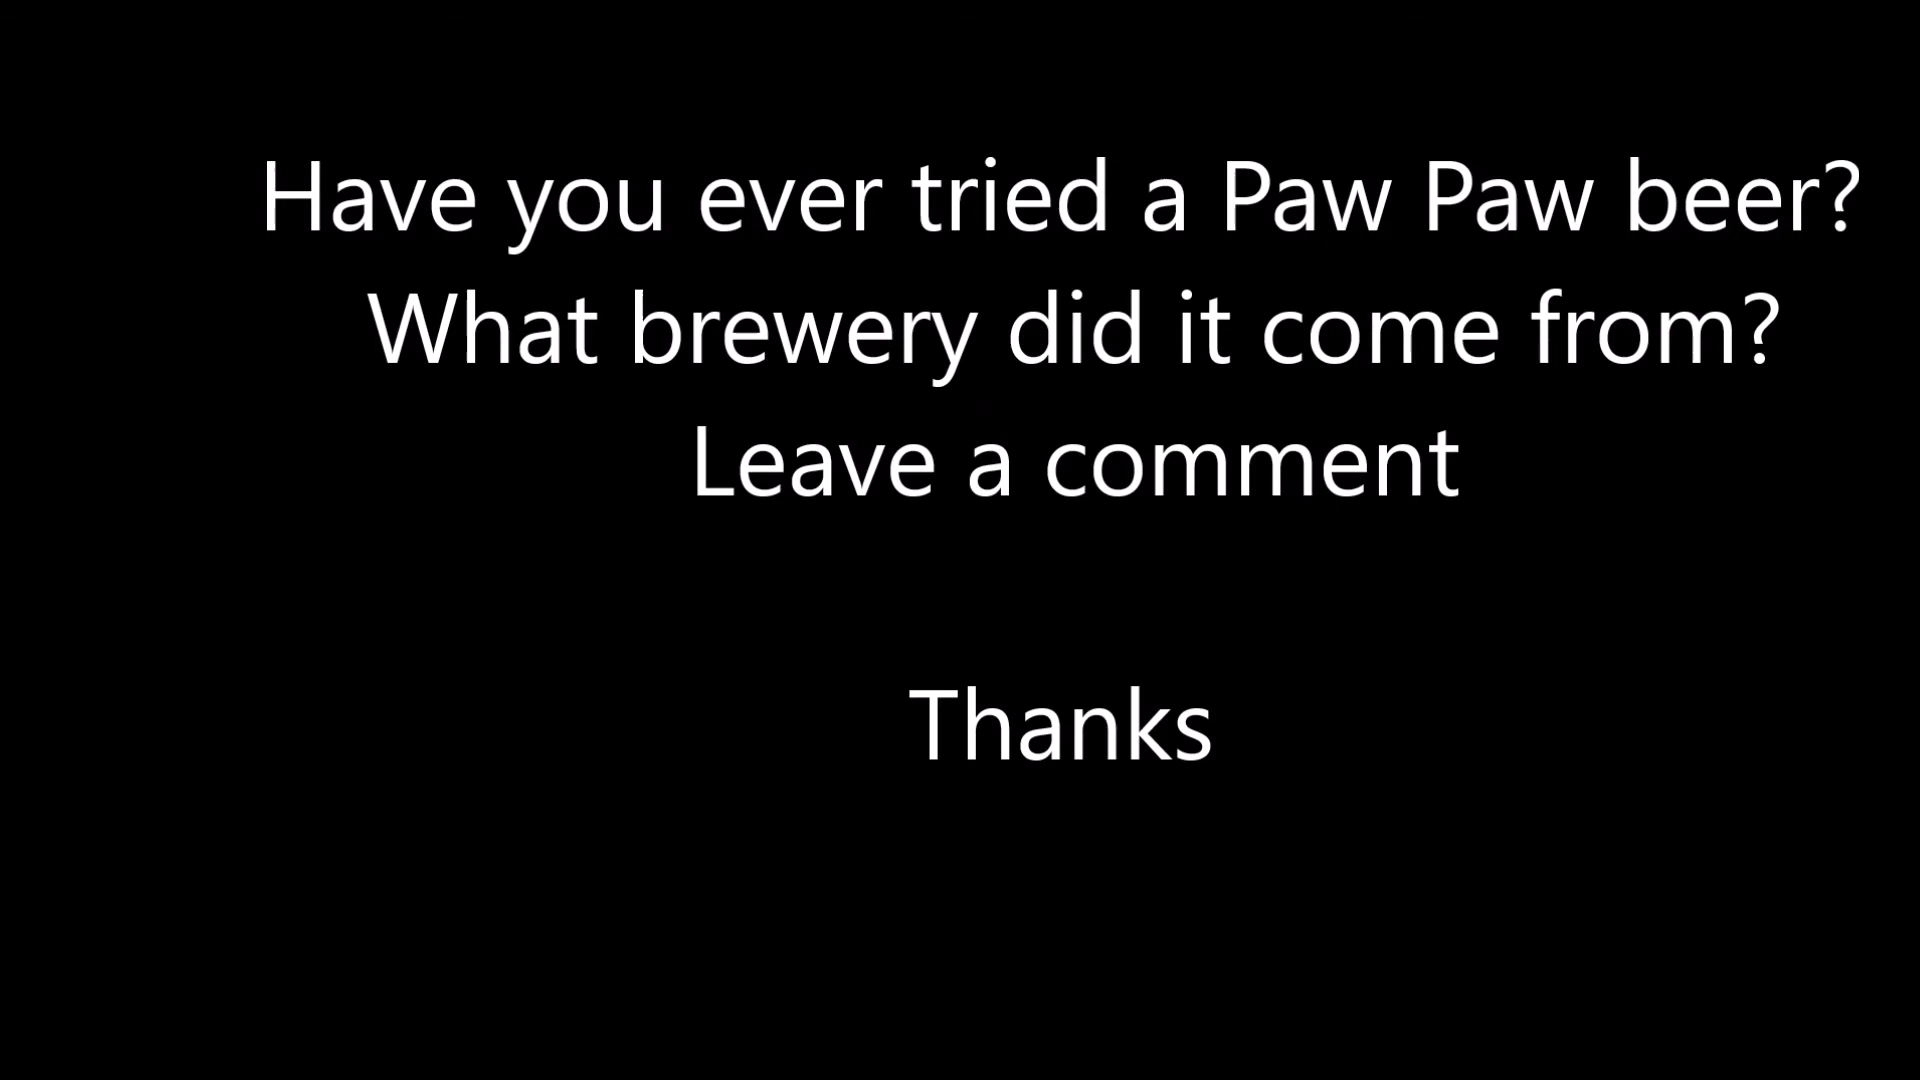 Have you ever tried a Paw Paw beer?
What brewery did it come from?
Leave a comment
Thanks